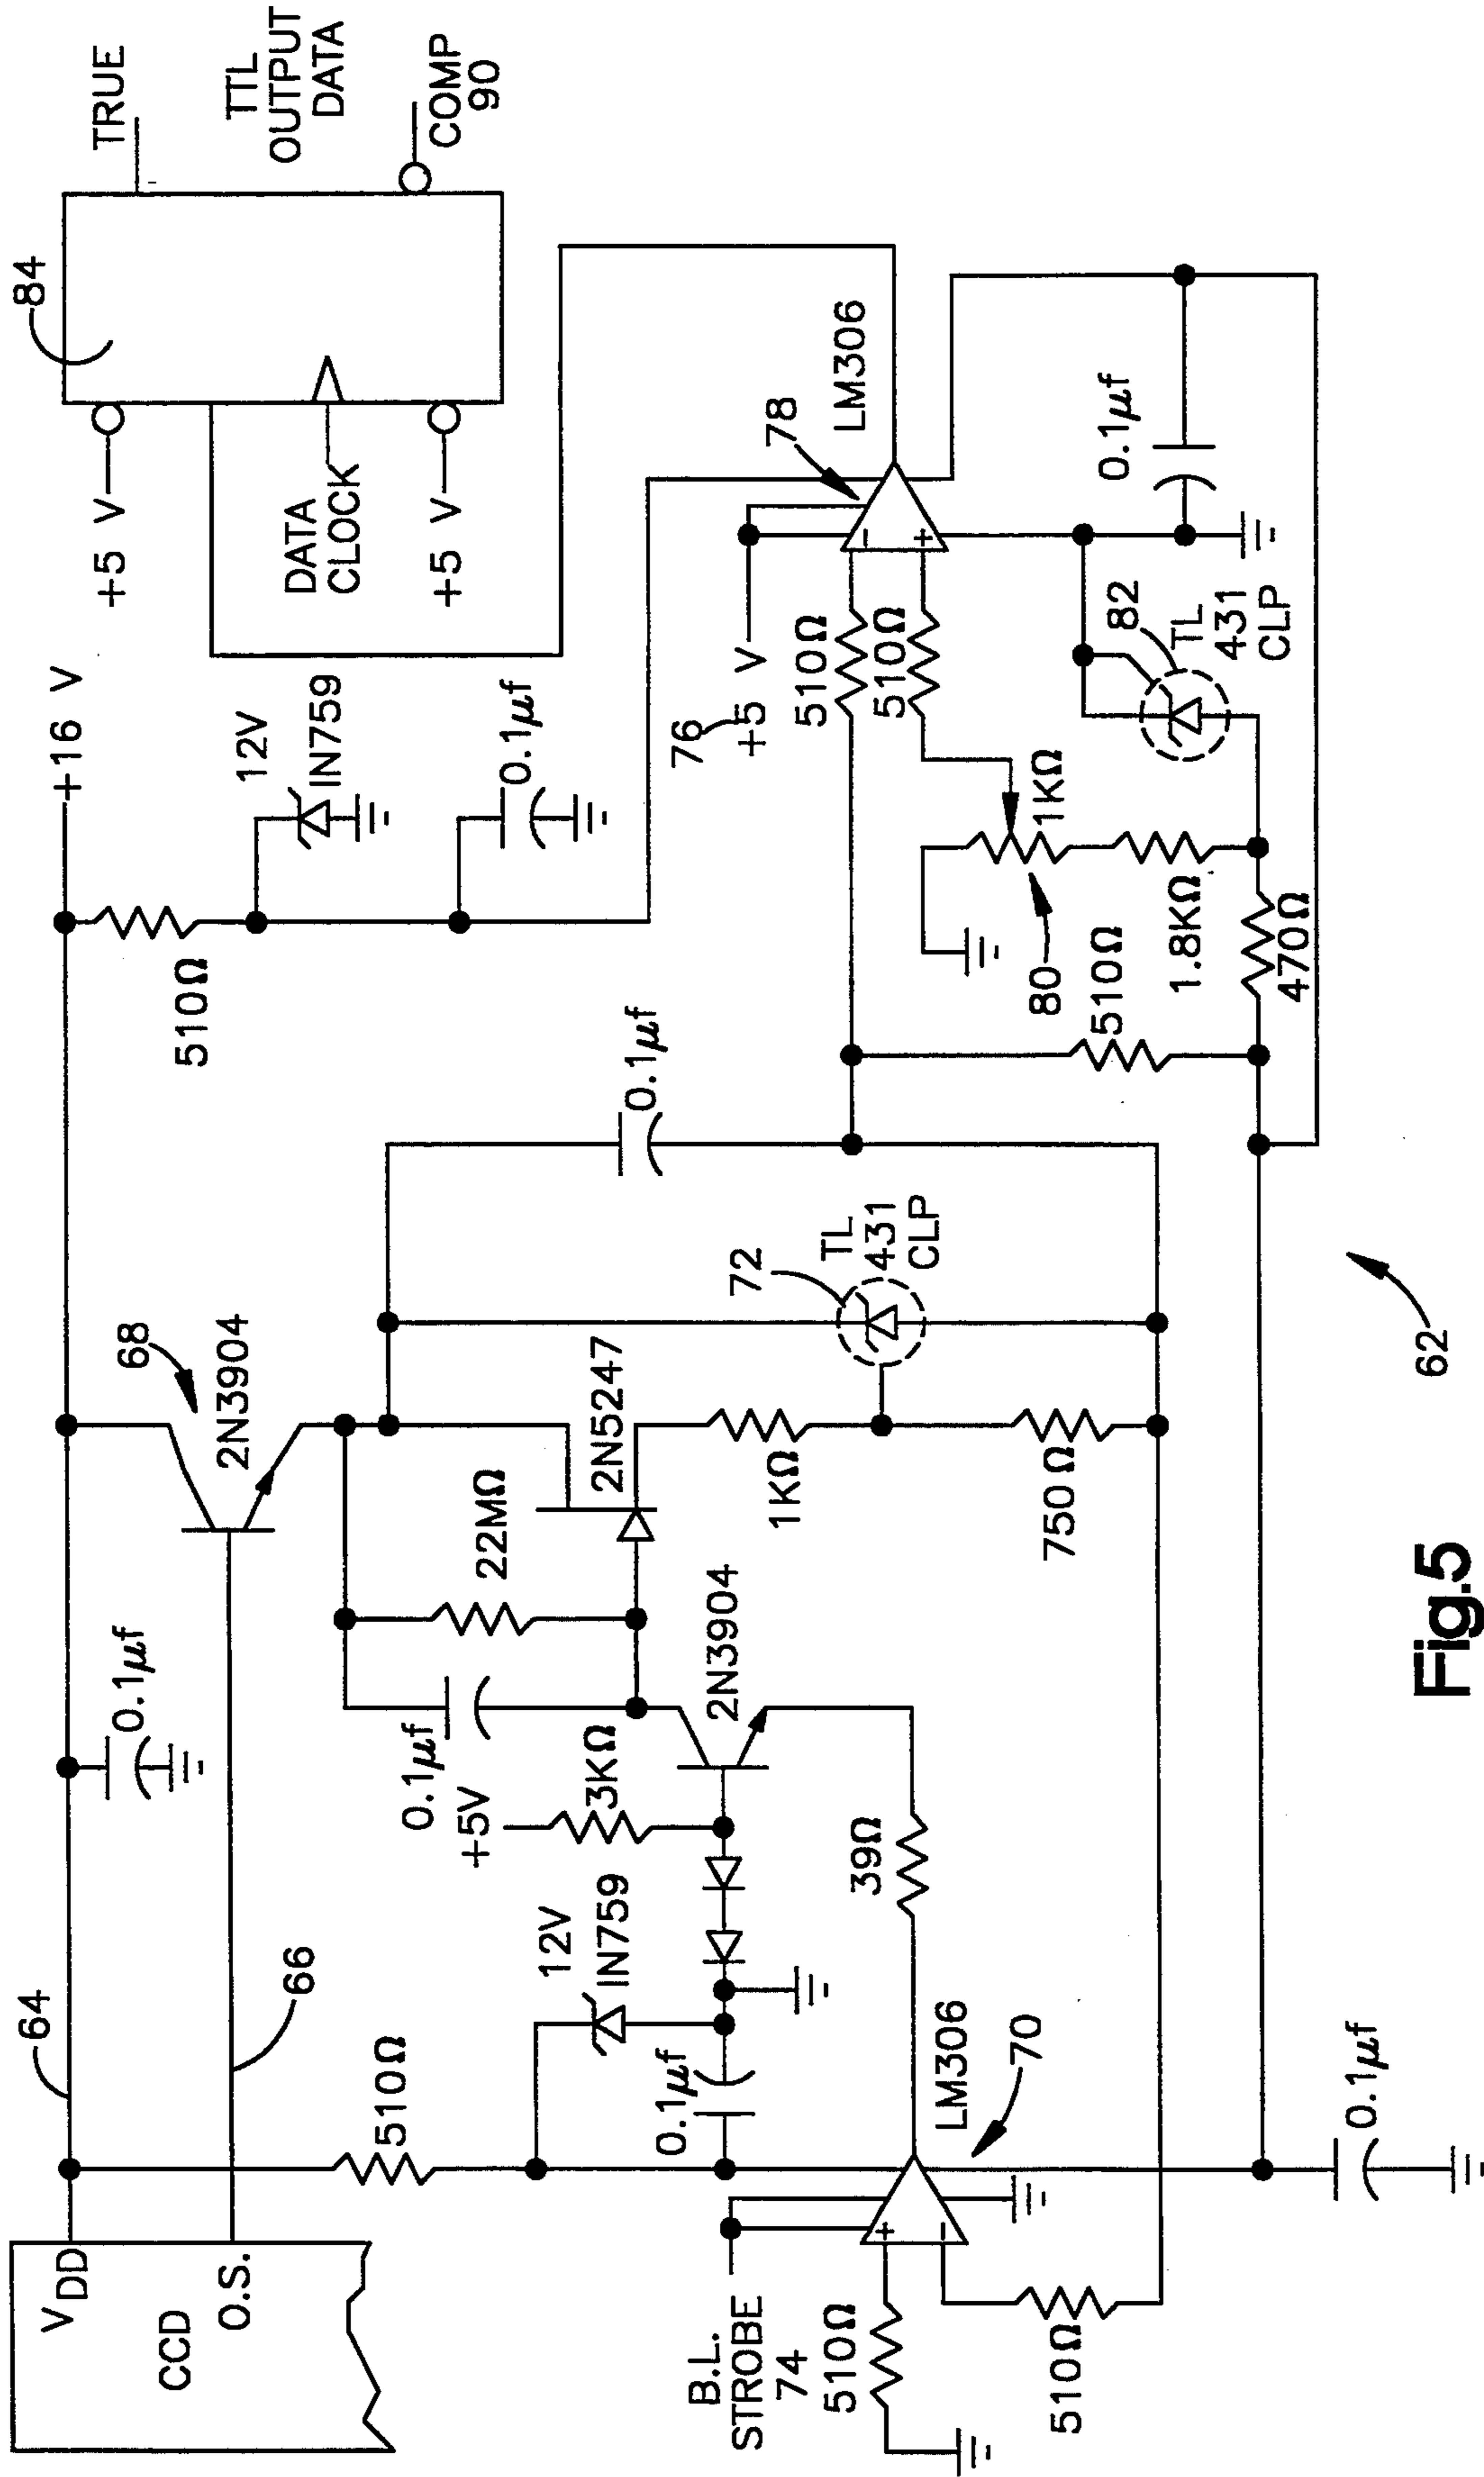 64
V DD
CCD
O.S.
66
0.1µf
68
2N3904
+16 V
510Ω
12V
IN759
0.1µf
84
+5 V
DATA
CLOCK
+5 V
TRUE
TTL
OUTPUT
DATA
COMP
90
510Ω
12V
IN759
0.1µf
0.1µf
+5V
3KΩ
22MΩ
2N5247
2N3904
39Ω
1KΩ
750Ω
72
TL
431
CLP
0.1µf
B.L.
STROBE
74
510Ω
510Ω
+
−
LM306
70
0.1µf
76
+5 V
510Ω
510Ω
78
LM306
−
+
80
1KΩ
1.8KΩ
510Ω
470Ω
82
TL
431
CLP
0.1µf
62
Fig.5